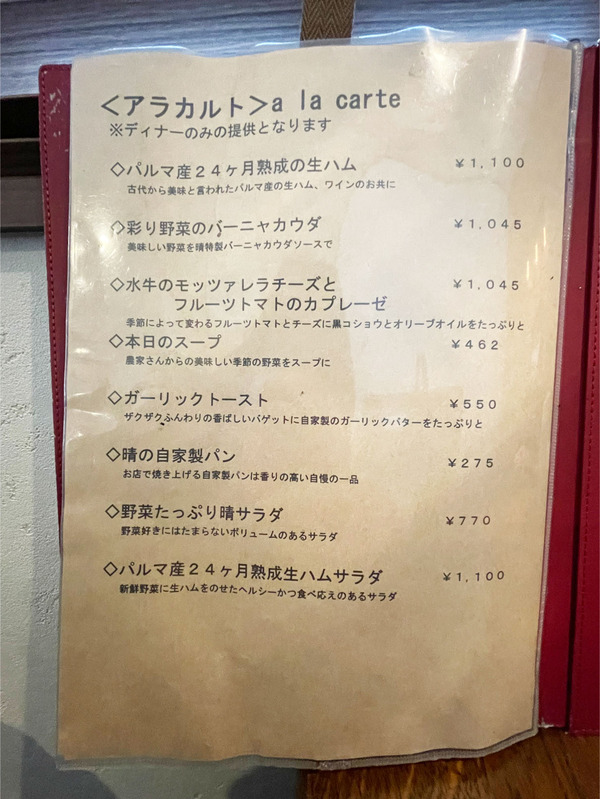 ＜アラカルト＞a la carte
※ディナーのみの提供となります
◇パルマ産２４ヶ月熟成の生ハム ￥１,１００
古代から美味と言われたパルマ産の生ハム、ワインのお共に
◇彩り野菜のバーニャカウダ ￥１,０４５
美味しい野菜を晴特製バーニャカウダソースで
◇水牛のモッツァレラチーズと ￥１,０４５
フルーツトマトのカプレーゼ
季節によって変わるフルーツトマトとチーズに黒コショウとオリーブオイルをたっぷりと
◇本日のスープ ￥４６２
農家さんからの美味しい季節の野菜をスープに
◇ガーリックトースト ￥５５０
ザクザクふんわりの香ばしいバゲットに自家製のガーリックバターをたっぷりと
◇晴の自家製パン ￥２７５
お店で焼き上げる自家製パンは香りの高い自慢の一品
◇野菜たっぷり晴サラダ ￥７７０
野菜好きにはたまらないボリュームのあるサラダ
◇パルマ産２４ヶ月熟成生ハムサラダ ￥１,１００
新鮮野菜に生ハムをのせたヘルシーかつ食べ応えのあるサラダ